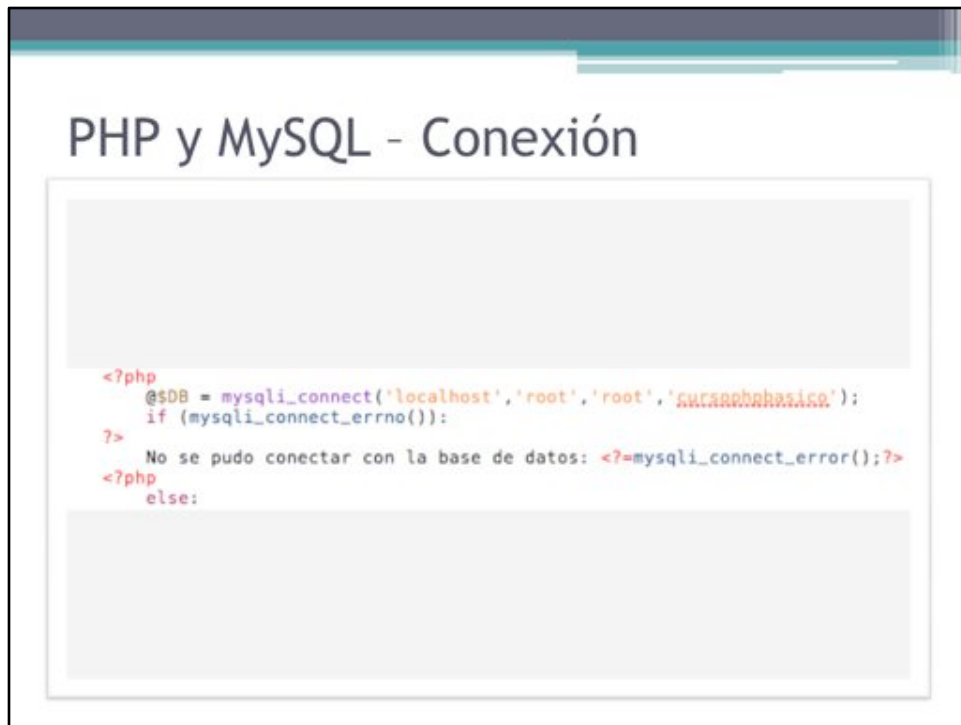 PHP y MySQL – Conexión
<?php
@$DB = mysqli_connect('localhost','root','root','cursophpbasico');
if (mysqli_connect_errno()):
?>
No se pudo conectar con la base de datos: <?=mysqli_connect_error();?>
<?php
else: